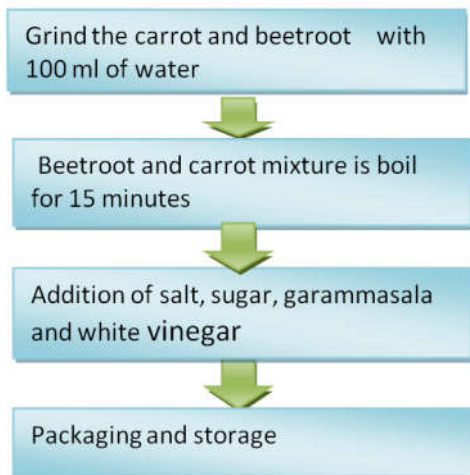 Grind the carrot and beetroot with
100 ml of water
Beetroot and carrot mixture is boil
for 15 minutes
Addition of salt, sugar, garammasala
and white vinegar
Packaging and storage